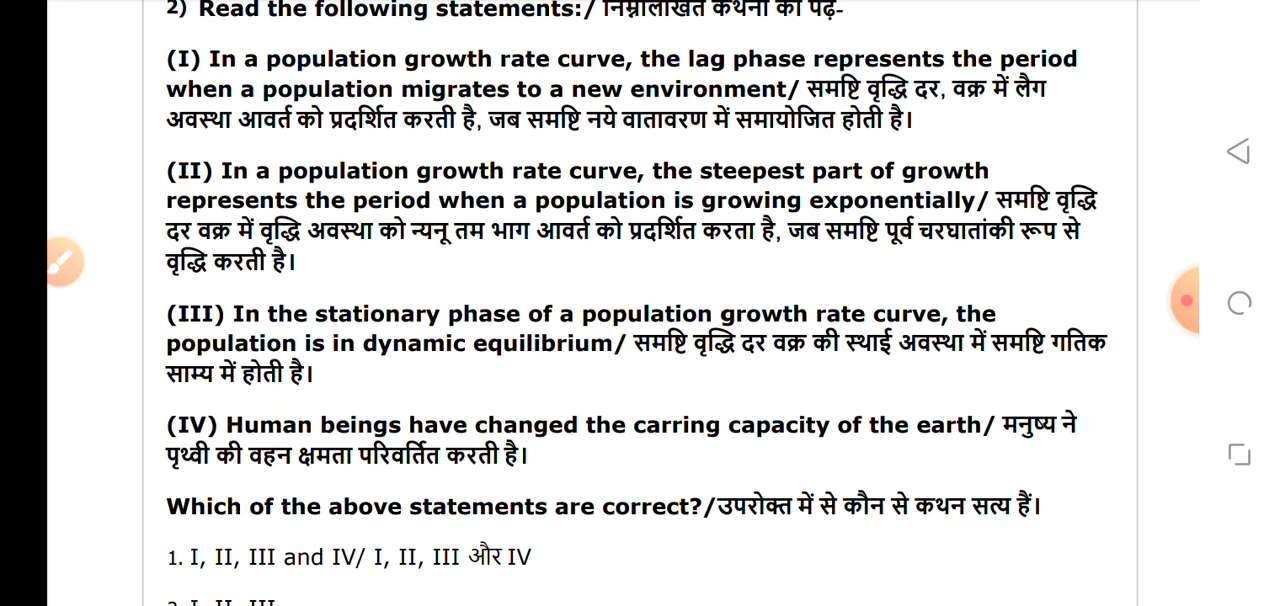 2) Read the following statements:/ निम्नलिखित कथनों को पढ़े-
(I) In a population growth rate curve, the lag phase represents the period
when a population migrates to a new environment/ समष्टि वृद्धि दर, वक्र में लैग
अवस्था आवर्त को प्रदर्शित करती है, जब समष्टि नये वातावरण में समायोजित होती है।
(II) In a population growth rate curve, the steepest part of growth
represents the period when a population is growing exponentially/ समष्टि वृद्धि
दर वक्र में वृद्धि अवस्था को न्यनू तम भाग आवर्त को प्रदर्शित करता है, जब समष्टि पूर्व चरघातांकी रूप से
वृद्धि करती है।
(III) In the stationary phase of a population growth rate curve, the
population is in dynamic equilibrium/ समष्टि वृद्धि दर वक्र की स्थाई अवस्था में समष्टि गतिक
साम्य में होती है।
(IV) Human beings have changed the carring capacity of the earth/ मनुष्य ने
पृथ्वी की वहन क्षमता परिवर्तित करती है।
Which of the above statements are correct?/उपरोक्त में से कौन से कथन सत्य हैं।
1. I, II, III and IV/ I, II, III और IV